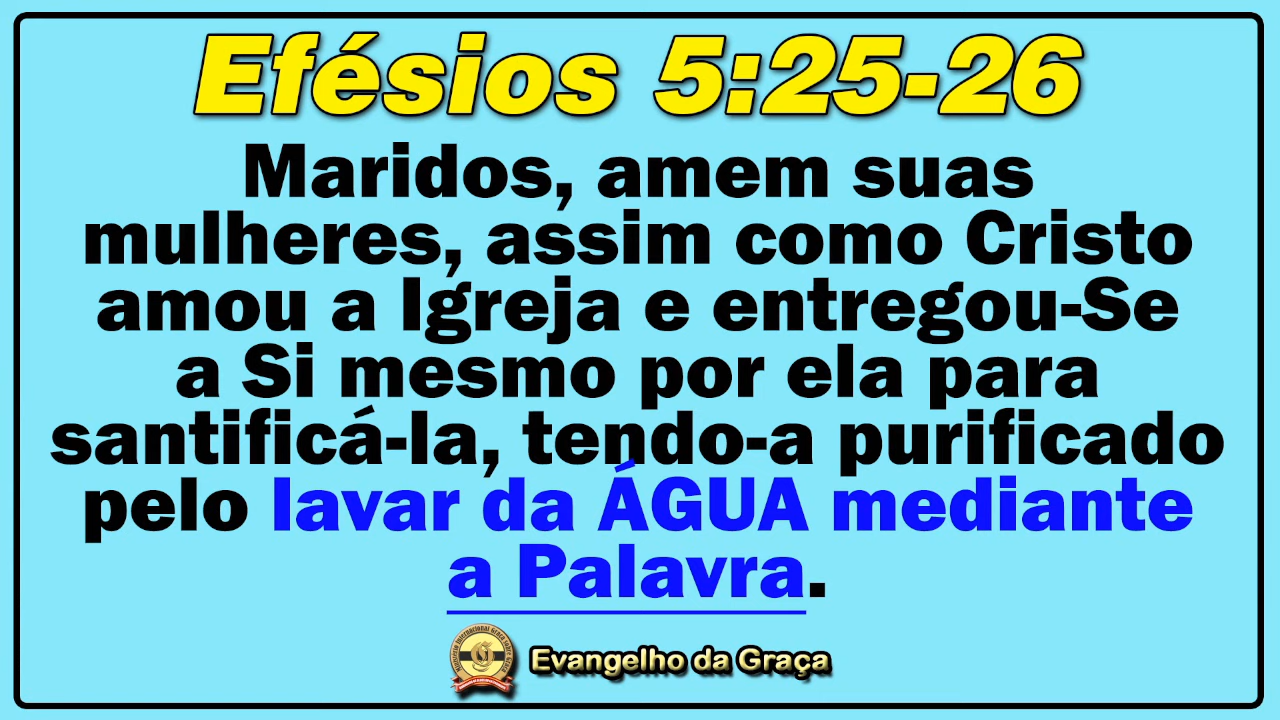 Efésios 5:25-26
Maridos, amem suas
mulheres, assim como Cristo
amou a Igreja e entregou-Se
a Si mesmo por ela para
santificá-la, tendo-a purificado
pelo lavar da ÁGUA mediante
a Palavra.
Evangelho da Graça